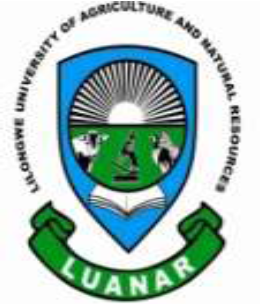 LILONGWE UNIVERSITY OF AGRICULTURE AND NATURAL RESOURCES
LUANAR